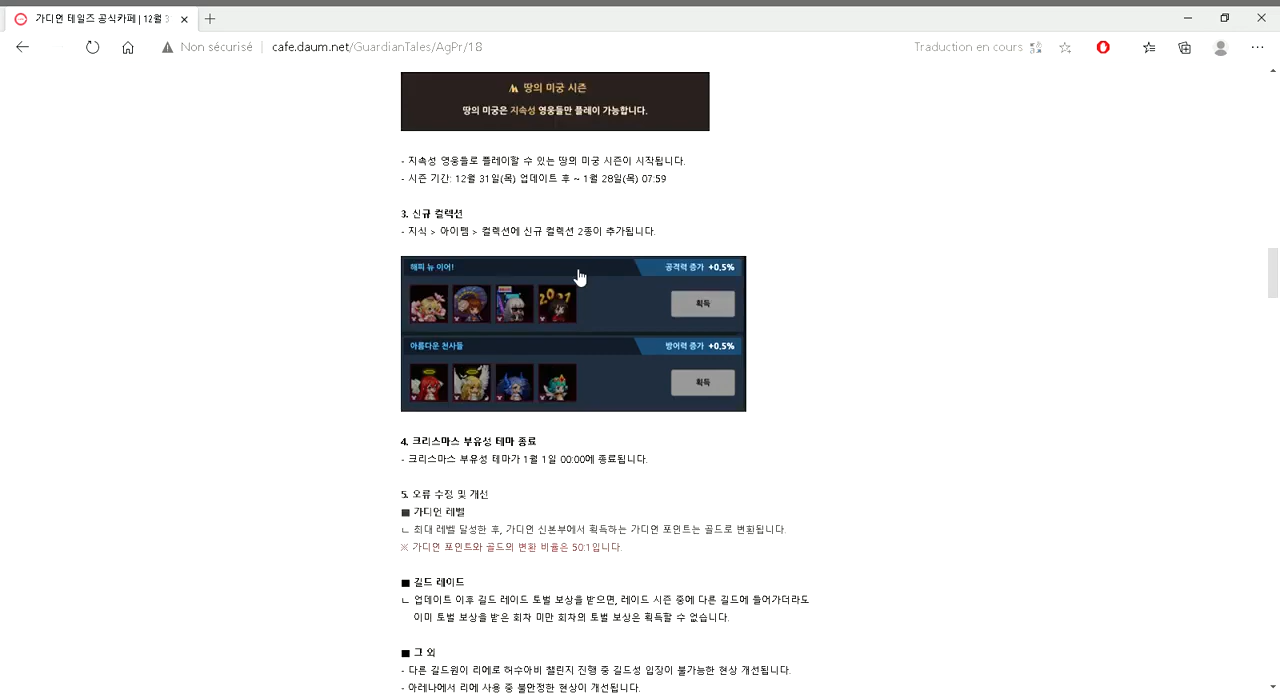 가디언 테일즈 공식카페 | 12월 3
Non sécurisé | cafe.daum.net/GuardianTales/AgPr/18
Traduction en cours
땅의 미궁 시즌
땅의 미궁은 지속성 영웅들만 플레이 가능합니다.
- 지속성 영웅들로 플레이할 수 있는 땅의 미궁 시즌이 시작됩니다.
- 시즌 기간: 12월 31일(목) 업데이트 후 ~ 1월 28일(목) 07:59
3. 신규 컬렉션
- 지식 > 아이템 > 컬렉션에 신규 컬렉션 2종이 추가됩니다.
해피 뉴 이어!
공격력 증가 +0.5%
2021
획득
아름다운 천사들
방어력 증가 +0.5%
획득
4. 크리스마스 부유성 테마 종료
- 크리스마스 부유성 테마가 1월 1일 00:00에 종료됩니다.
5. 오류 수정 및 개선
■ 가디언 레벨
ㄴ 최대 레벨 달성한 후, 가디언 신본부에서 획득하는 가디언 포인트는 골드로 변환됩니다.
※ 가디언 포인트와 골드의 변환 비율은 50:1입니다.
■ 길드 레이드
ㄴ 업데이트 이후 길드 레이드 토벌 보상을 받으면, 레이드 시즌 중에 다른 길드에 들어가더라도
이미 토벌 보상을 받은 회차 미만 회차의 토벌 보상은 획득할 수 없습니다.
■ 그 외
- 다른 길드원이 리에로 허수아비 챌린지 진행 중 길드성 입장이 불가능한 현상 개선됩니다.
- 아레나에서 리에 사용 중 불안정한 현상이 개선됩니다.